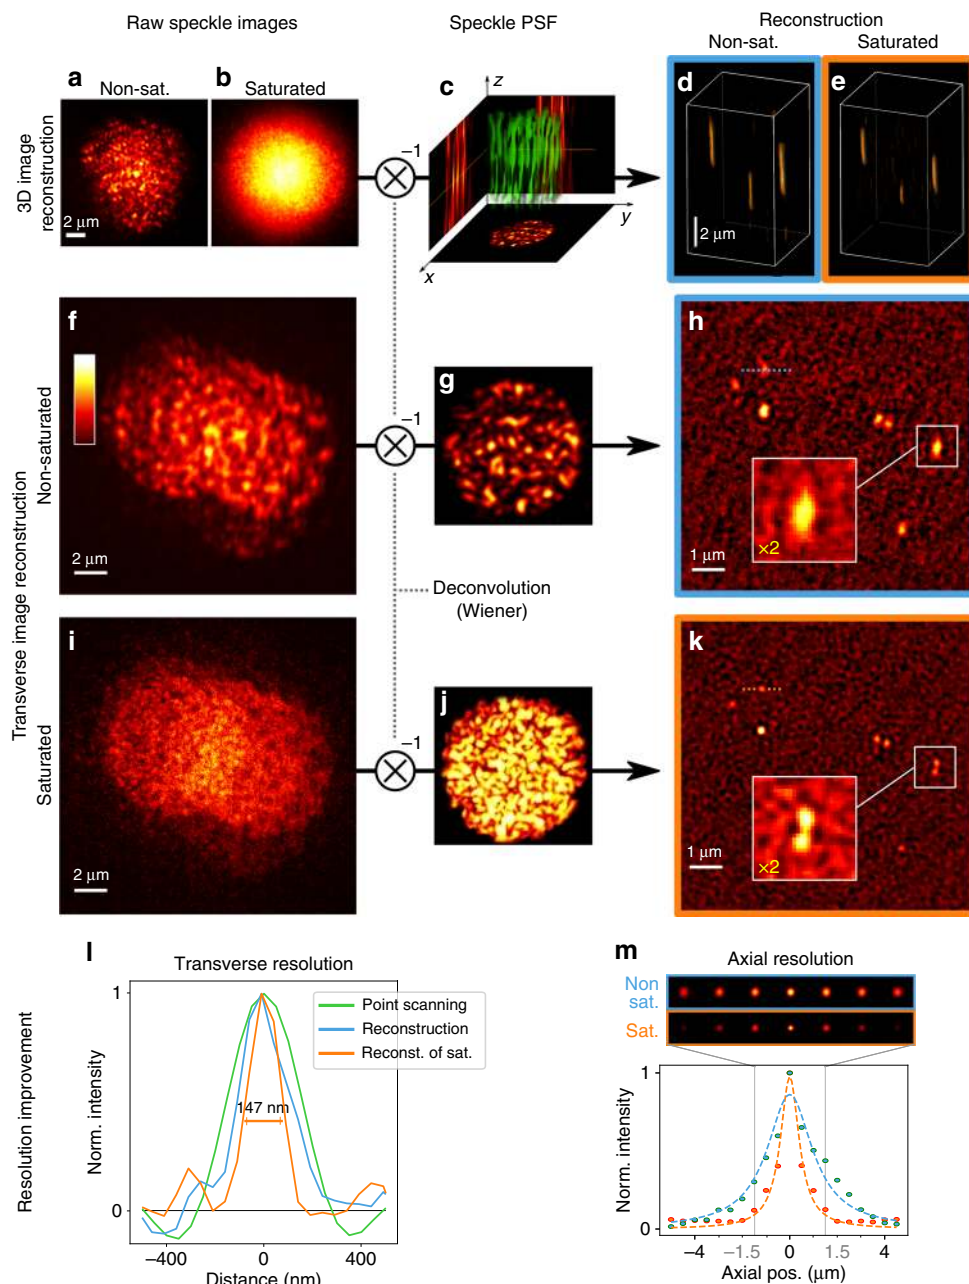 Raw speckle images
Speckle PSF
Reconstruction
Non-sat.
Saturated
a
Non-sat.
b
Saturated
c
z
y
x
d
e
3D image
reconstruction
2 μm
−1
2 μm
Transverse image reconstruction
Non-saturated
f
2 μm
−1
g
h
×2
1 μm
Deconvolution
(Wiener)
Saturated
i
2 μm
−1
j
k
×2
1 μm
Resolution improvement
l
Transverse resolution
Norm. intensity
1
0
Point scanning
Reconstruction
Reconst. of sat.
147 nm
−400
0
400
Distance (nm)
m
Axial resolution
Non
sat.
Sat.
Norm. intensity
1
0
−4
−1.5
0
1.5
4
Axial pos. (μm)